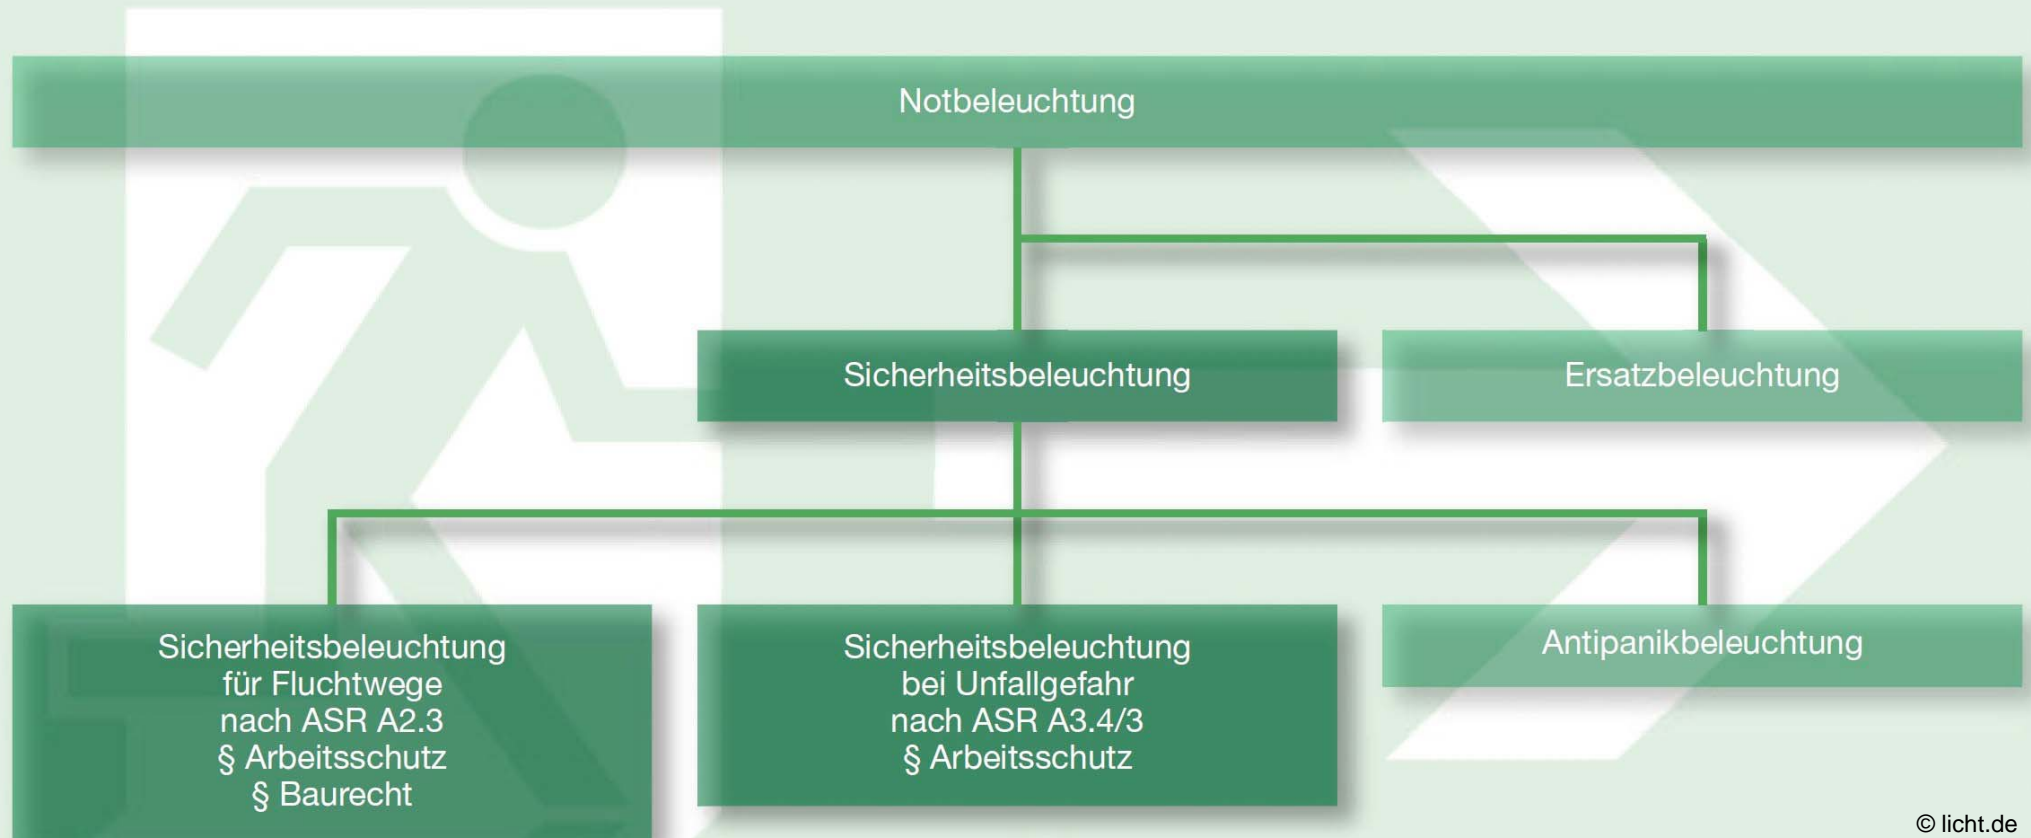 Notbeleuchtung
Sicherheitsbeleuchtung
Ersatzbeleuchtung
Sicherheitsbeleuchtung
für Fluchtwege
nach ASR A2.3
§ Arbeitsschutz
§ Baurecht
Sicherheitsbeleuchtung
bei Unfallgefahr
nach ASR A3.4/3
§ Arbeitsschutz
Antipanikbeleuchtung
© licht.de